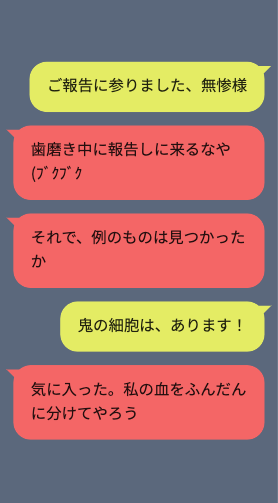 ご報告に参りました、無惨様
歯磨き中に報告しに来るなや
(ﾌﾞｸﾌﾞｸ
それで、例のものは見つかった
か
鬼の細胞は、あります！
気に入った。私の血をふんだん
に分けてやろう